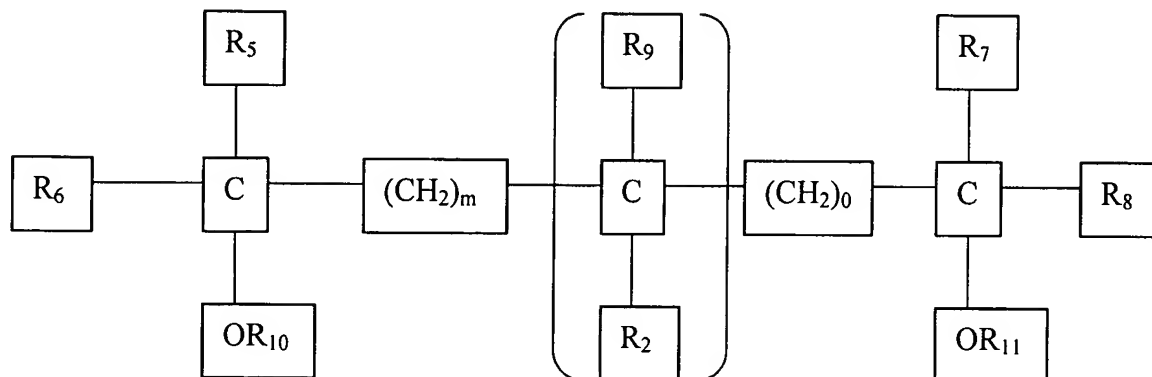 R₅ R₉ R₇
R₆ C (CH₂)ₘ C (CH₂)₀ C R₈
OR₁₀ R₂ OR₁₁